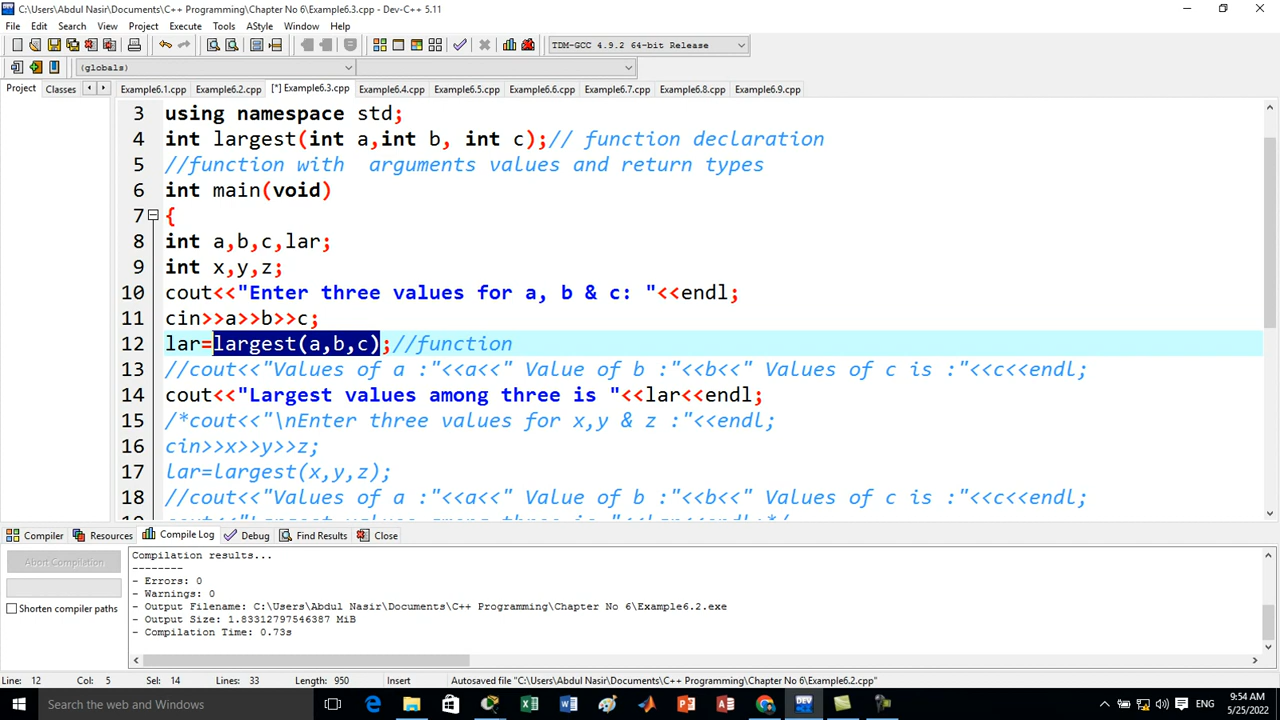 C:\Users\Abdul Nasir\Documents\C++ Programming\Chapter No 6\Example6.3.cpp - Dev-C++ 5.11
File Edit Search View Project Execute Tools AStyle Window Help
TDM-GCC 4.9.2 64-bit Release
(globals)
Project Classes Example6.1.cpp Example6.2.cpp [*] Example6.3.cpp Example6.4.cpp Example6.5.cpp Example6.6.cpp Example6.7.cpp Example6.8.cpp Example6.9.cpp
3 using namespace std;
4 int largest(int a,int b, int c);// function declaration
5 //function with  arguments values and return types
6 int main(void)
7 {
8 int a,b,c,lar;
9 int x,y,z;
10 cout<<"Enter three values for a, b & c: "<<endl;
11 cin>>a>>b>>c;
12 lar=largest(a,b,c);//function
13 //cout<<"Values of a :"<<a<<" Value of b :"<<b<<" Values of c is :"<<c<<endl;
14 cout<<"Largest values among three is "<<lar<<endl;
15 /*cout<<"\nEnter three values for x,y & z :"<<endl;
16 cin>>x>>y>>z;
17 lar=largest(x,y,z);
18 //cout<<"Values of a :"<<a<<" Value of b :"<<b<<" Values of c is :"<<c<<endl;
Compiler Resources Compile Log Debug Find Results Close
Abort Compilation
Shorten compiler paths
Compilation results...
--------
- Errors: 0
- Warnings: 0
- Output Filename: C:\Users\Abdul Nasir\Documents\C++ Programming\Chapter No 6\Example6.2.exe
- Output Size: 1.83312797546387 MiB
- Compilation Time: 0.73s
Line: 12 Col: 5 Sel: 14 Lines: 33 Length: 950 Insert Autosaved file "C:\Users\Abdul Nasir\Documents\C++ Programming\Chapter No 6\Example6.2.cpp"
Search the web and Windows
ENG
9:54 AM
5/25/2022